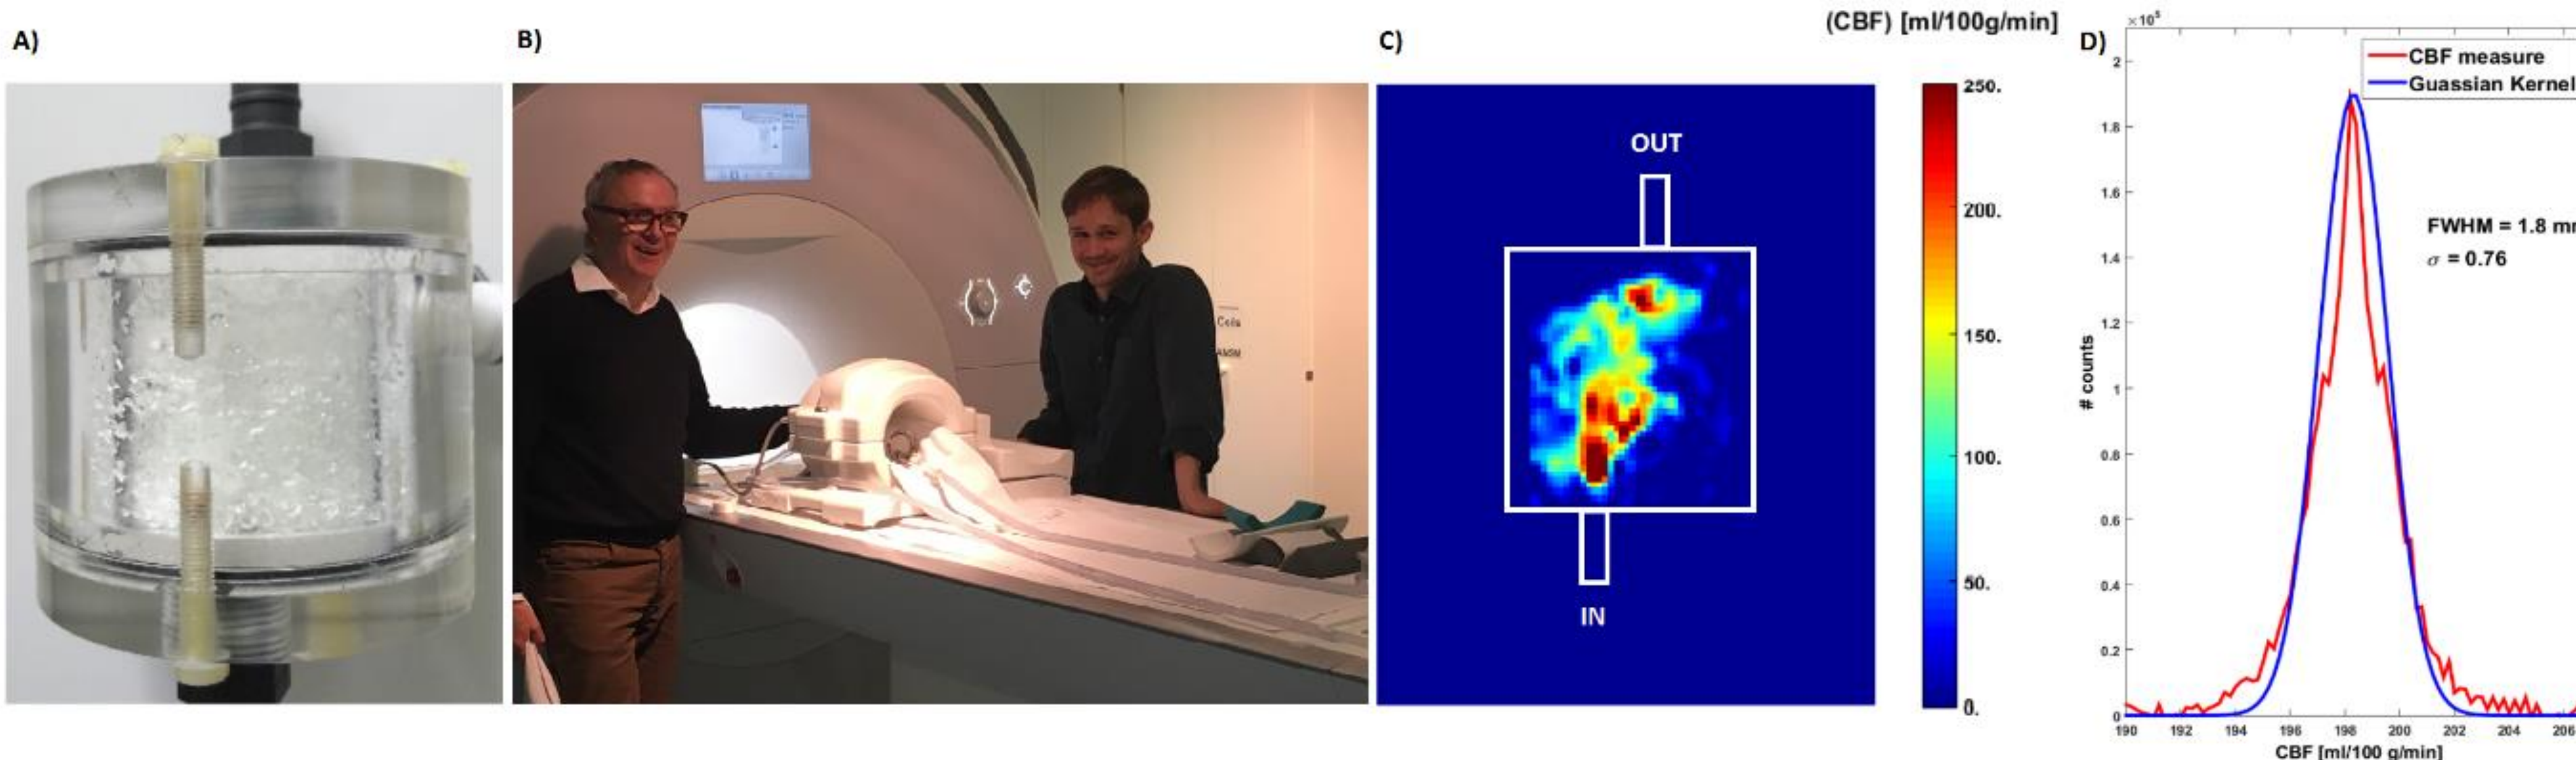 A)
B)
C)
(CBF) [ml/100g/min]
D)
Coils
OUT
IN
250.
200.
150.
100.
50.
0.
×10⁵
CBF measure
Guassian Kernel
FWHM = 1.8 mm
σ = 0.76
# counts
2
1.8
1.6
1.4
1.2
1
0.8
0.6
0.4
0.2
0
190 192 194 196 198 200 202 204 206
CBF [ml/100 g/min]